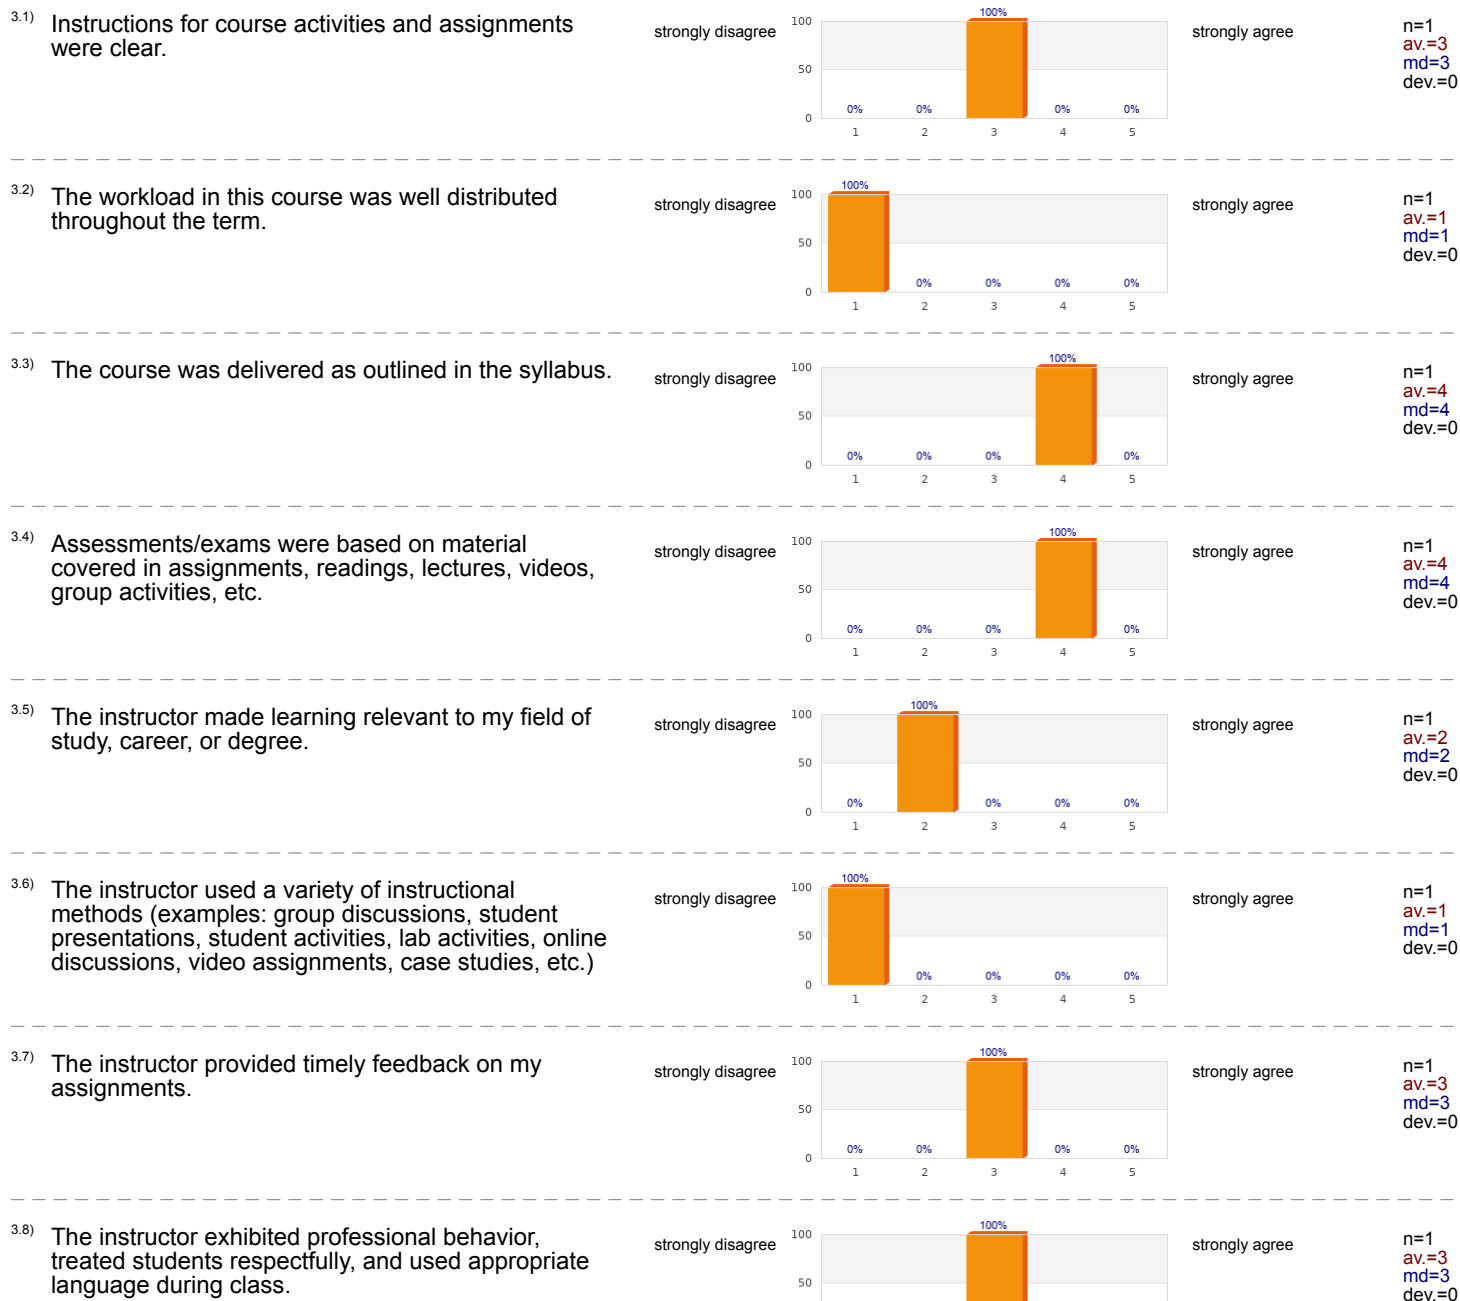 3.1) Instructions for course activities and assignments
were clear.
strongly disagree
100
50
0
0% 0% 100% 0% 0%
1 2 3 4 5
strongly agree
n=1
av.=3
md=3
dev.=0
3.2) The workload in this course was well distributed
throughout the term.
strongly disagree
100
50
0
100% 0% 0% 0% 0%
1 2 3 4 5
strongly agree
n=1
av.=1
md=1
dev.=0
3.3) The course was delivered as outlined in the syllabus.
strongly disagree
100
50
0
0% 0% 0% 100% 0%
1 2 3 4 5
strongly agree
n=1
av.=4
md=4
dev.=0
3.4) Assessments/exams were based on material
covered in assignments, readings, lectures, videos,
group activities, etc.
strongly disagree
100
50
0
0% 0% 0% 100% 0%
1 2 3 4 5
strongly agree
n=1
av.=4
md=4
dev.=0
3.5) The instructor made learning relevant to my field of
study, career, or degree.
strongly disagree
100
50
0
0% 100% 0% 0% 0%
1 2 3 4 5
strongly agree
n=1
av.=2
md=2
dev.=0
3.6) The instructor used a variety of instructional
methods (examples: group discussions, student
presentations, student activities, lab activities, online
discussions, video assignments, case studies, etc.)
strongly disagree
100
50
0
100% 0% 0% 0% 0%
1 2 3 4 5
strongly agree
n=1
av.=1
md=1
dev.=0
3.7) The instructor provided timely feedback on my
assignments.
strongly disagree
100
50
0
0% 0% 100% 0% 0%
1 2 3 4 5
strongly agree
n=1
av.=3
md=3
dev.=0
3.8) The instructor exhibited professional behavior,
treated students respectfully, and used appropriate
language during class.
strongly disagree
100
50
100%
strongly agree
n=1
av.=3
md=3
dev.=0